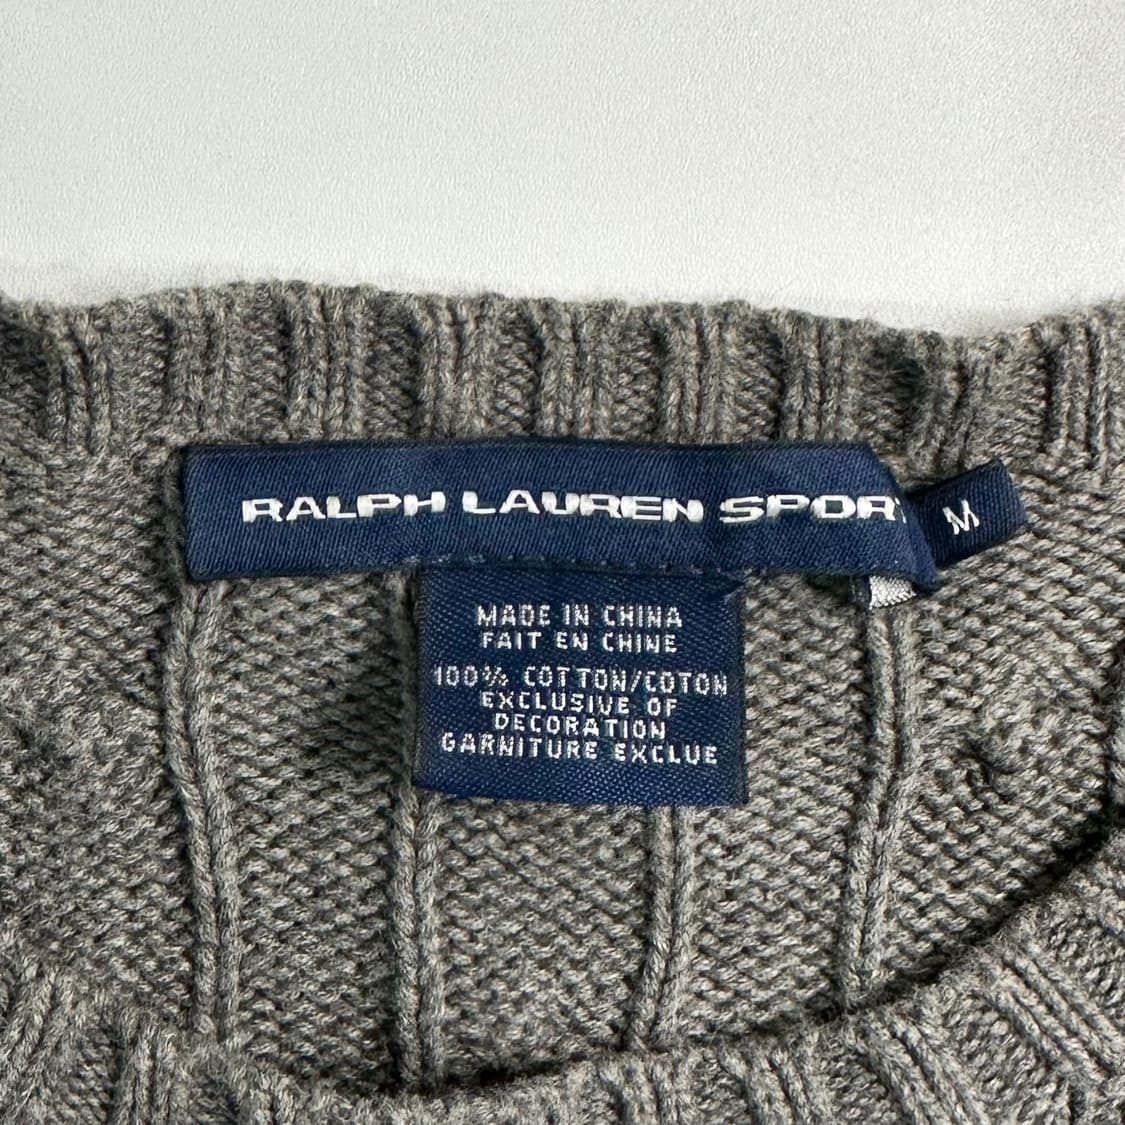 RALPH LAUREN SPORT
M
MADE IN CHINA
FAIT EN CHINE
100% COTTON/COTON
EXCLUSIVE OF
DECORATION
GARNITURE EXCLUE